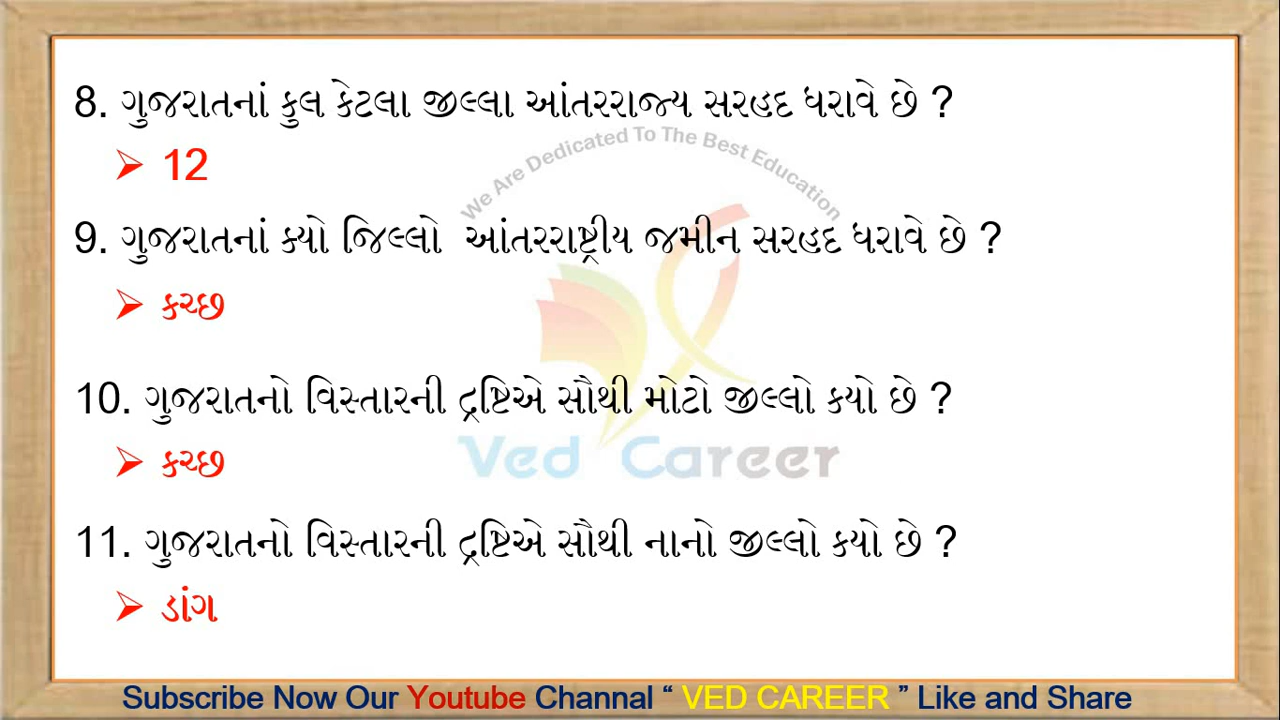 8. ગુજરાતનાં કુલ કેટલા જીલ્લા આંતરરાજ્ય સરહદ ધરાવે છે ?
We Are Dedicated To The Best Education
➢ 12
9. ગુજરાતનાં ક્યો જિલ્લો આંતરરાષ્ટ્રીય જમીન સરહદ ધરાવે છે ?
➢ કચ્છ
10. ગુજરાતનો વિસ્તારની દ્રષ્ટિએ સૌથી મોટો જીલ્લો કયો છે ?
➢ કચ્છ
Ved Career
11. ગુજરાતનો વિસ્તારની દ્રષ્ટિએ સૌથી નાનો જીલ્લો કયો છે ?
➢ ડાંગ
Subscribe Now Our Youtube Channal “ VED CAREER ” Like and Share